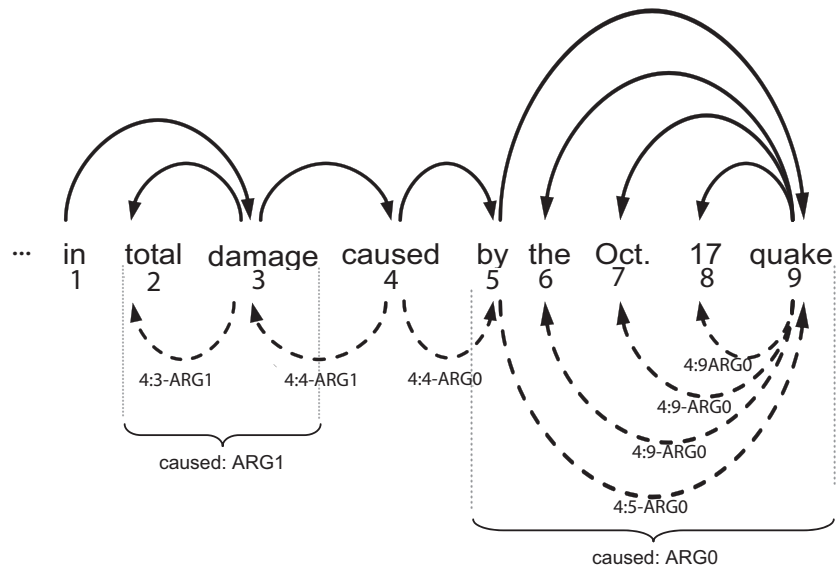 ... in total damage caused by the Oct. 17 quake
1 2 3 4 5 6 7 8 9
4:3-ARG1 4:4-ARG1 4:4-ARG0 4:9ARG0
4:9-ARG0
4:9-ARG0
caused: ARG1
4:5-ARG0
caused: ARG0